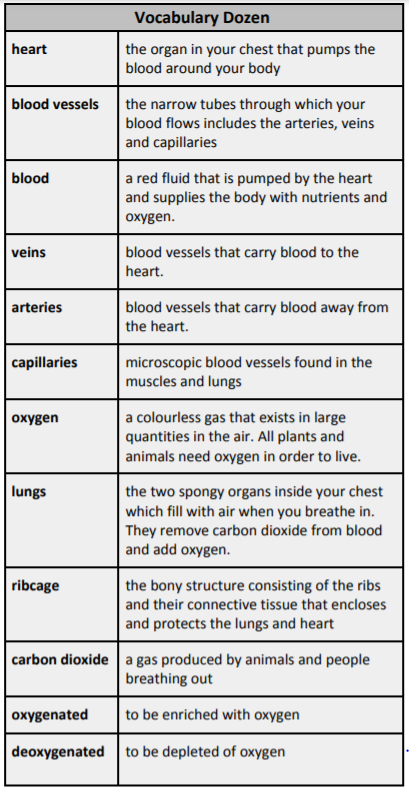 Vocabulary Dozen
heart the organ in your chest that pumps the
blood around your body
blood vessels the narrow tubes through which your
blood flows includes the arteries, veins
and capillaries
blood a red fluid that is pumped by the heart
and supplies the body with nutrients and
oxygen.
veins blood vessels that carry blood to the
heart.
arteries blood vessels that carry blood away from
the heart.
capillaries microscopic blood vessels found in the
muscles and lungs
oxygen a colourless gas that exists in large
quantities in the air. All plants and
animals need oxygen in order to live.
lungs the two spongy organs inside your chest
which fill with air when you breathe in.
They remove carbon dioxide from blood
and add oxygen.
ribcage the bony structure consisting of the ribs
and their connective tissue that encloses
and protects the lungs and heart
carbon dioxide a gas produced by animals and people
breathing out
oxygenated to be enriched with oxygen
deoxygenated to be depleted of oxygen